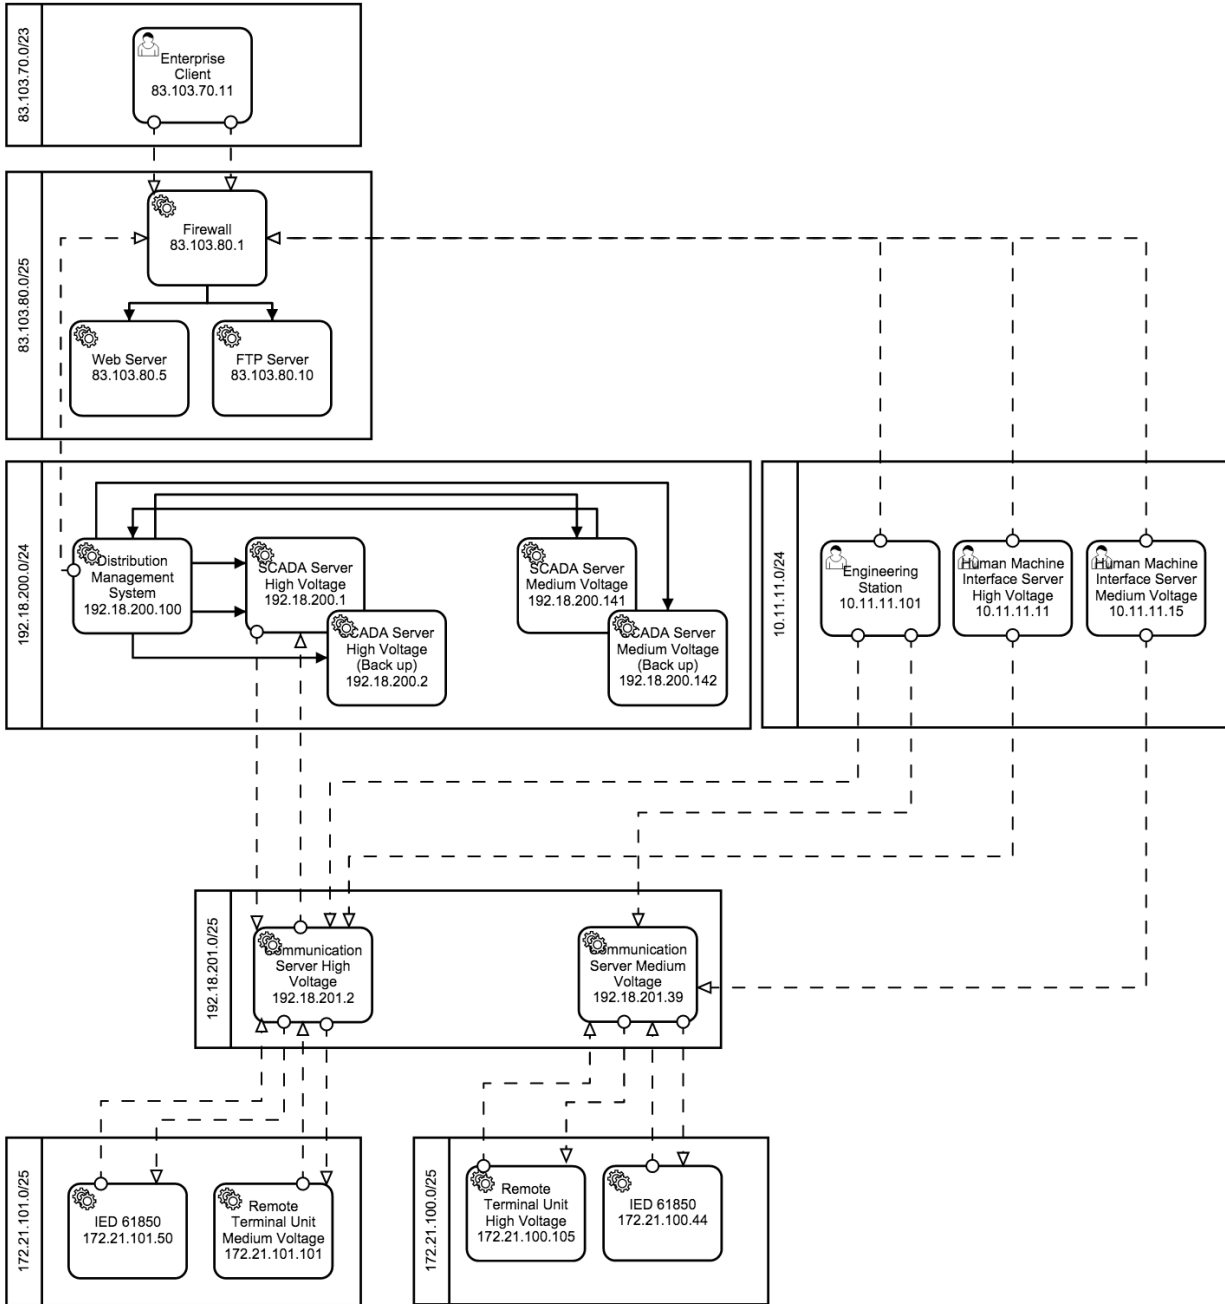 83.103.70.0/23
Enterprise
Client
83.103.70.11
83.103.80.0/25
Firewall
83.103.80.1
Web Server
83.103.80.5
FTP Server
83.103.80.10
192.18.200.0/24
Distribution
Management
System
192.18.200.100
SCADA Server
High Voltage
192.18.200.1
SCADA Server
High Voltage
(Back up)
192.18.200.2
SCADA Server
Medium Voltage
192.18.200.141
SCADA Server
Medium Voltage
(Back up)
192.18.200.142
10.11.11.0/24
Engineering
Station
10.11.11.101
Human Machine
Interface Server
High Voltage
10.11.11.11
Human Machine
Interface Server
Medium Voltage
10.11.11.15
192.18.201.0/25
Communication
Server High
Voltage
192.18.201.2
Communication
Server Medium
Voltage
192.18.201.39
172.21.101.0/25
IED 61850
172.21.101.50
Remote
Terminal Unit
Medium Voltage
172.21.101.101
172.21.100.0/25
Remote
Terminal Unit
High Voltage
172.21.100.105
IED 61850
172.21.100.44